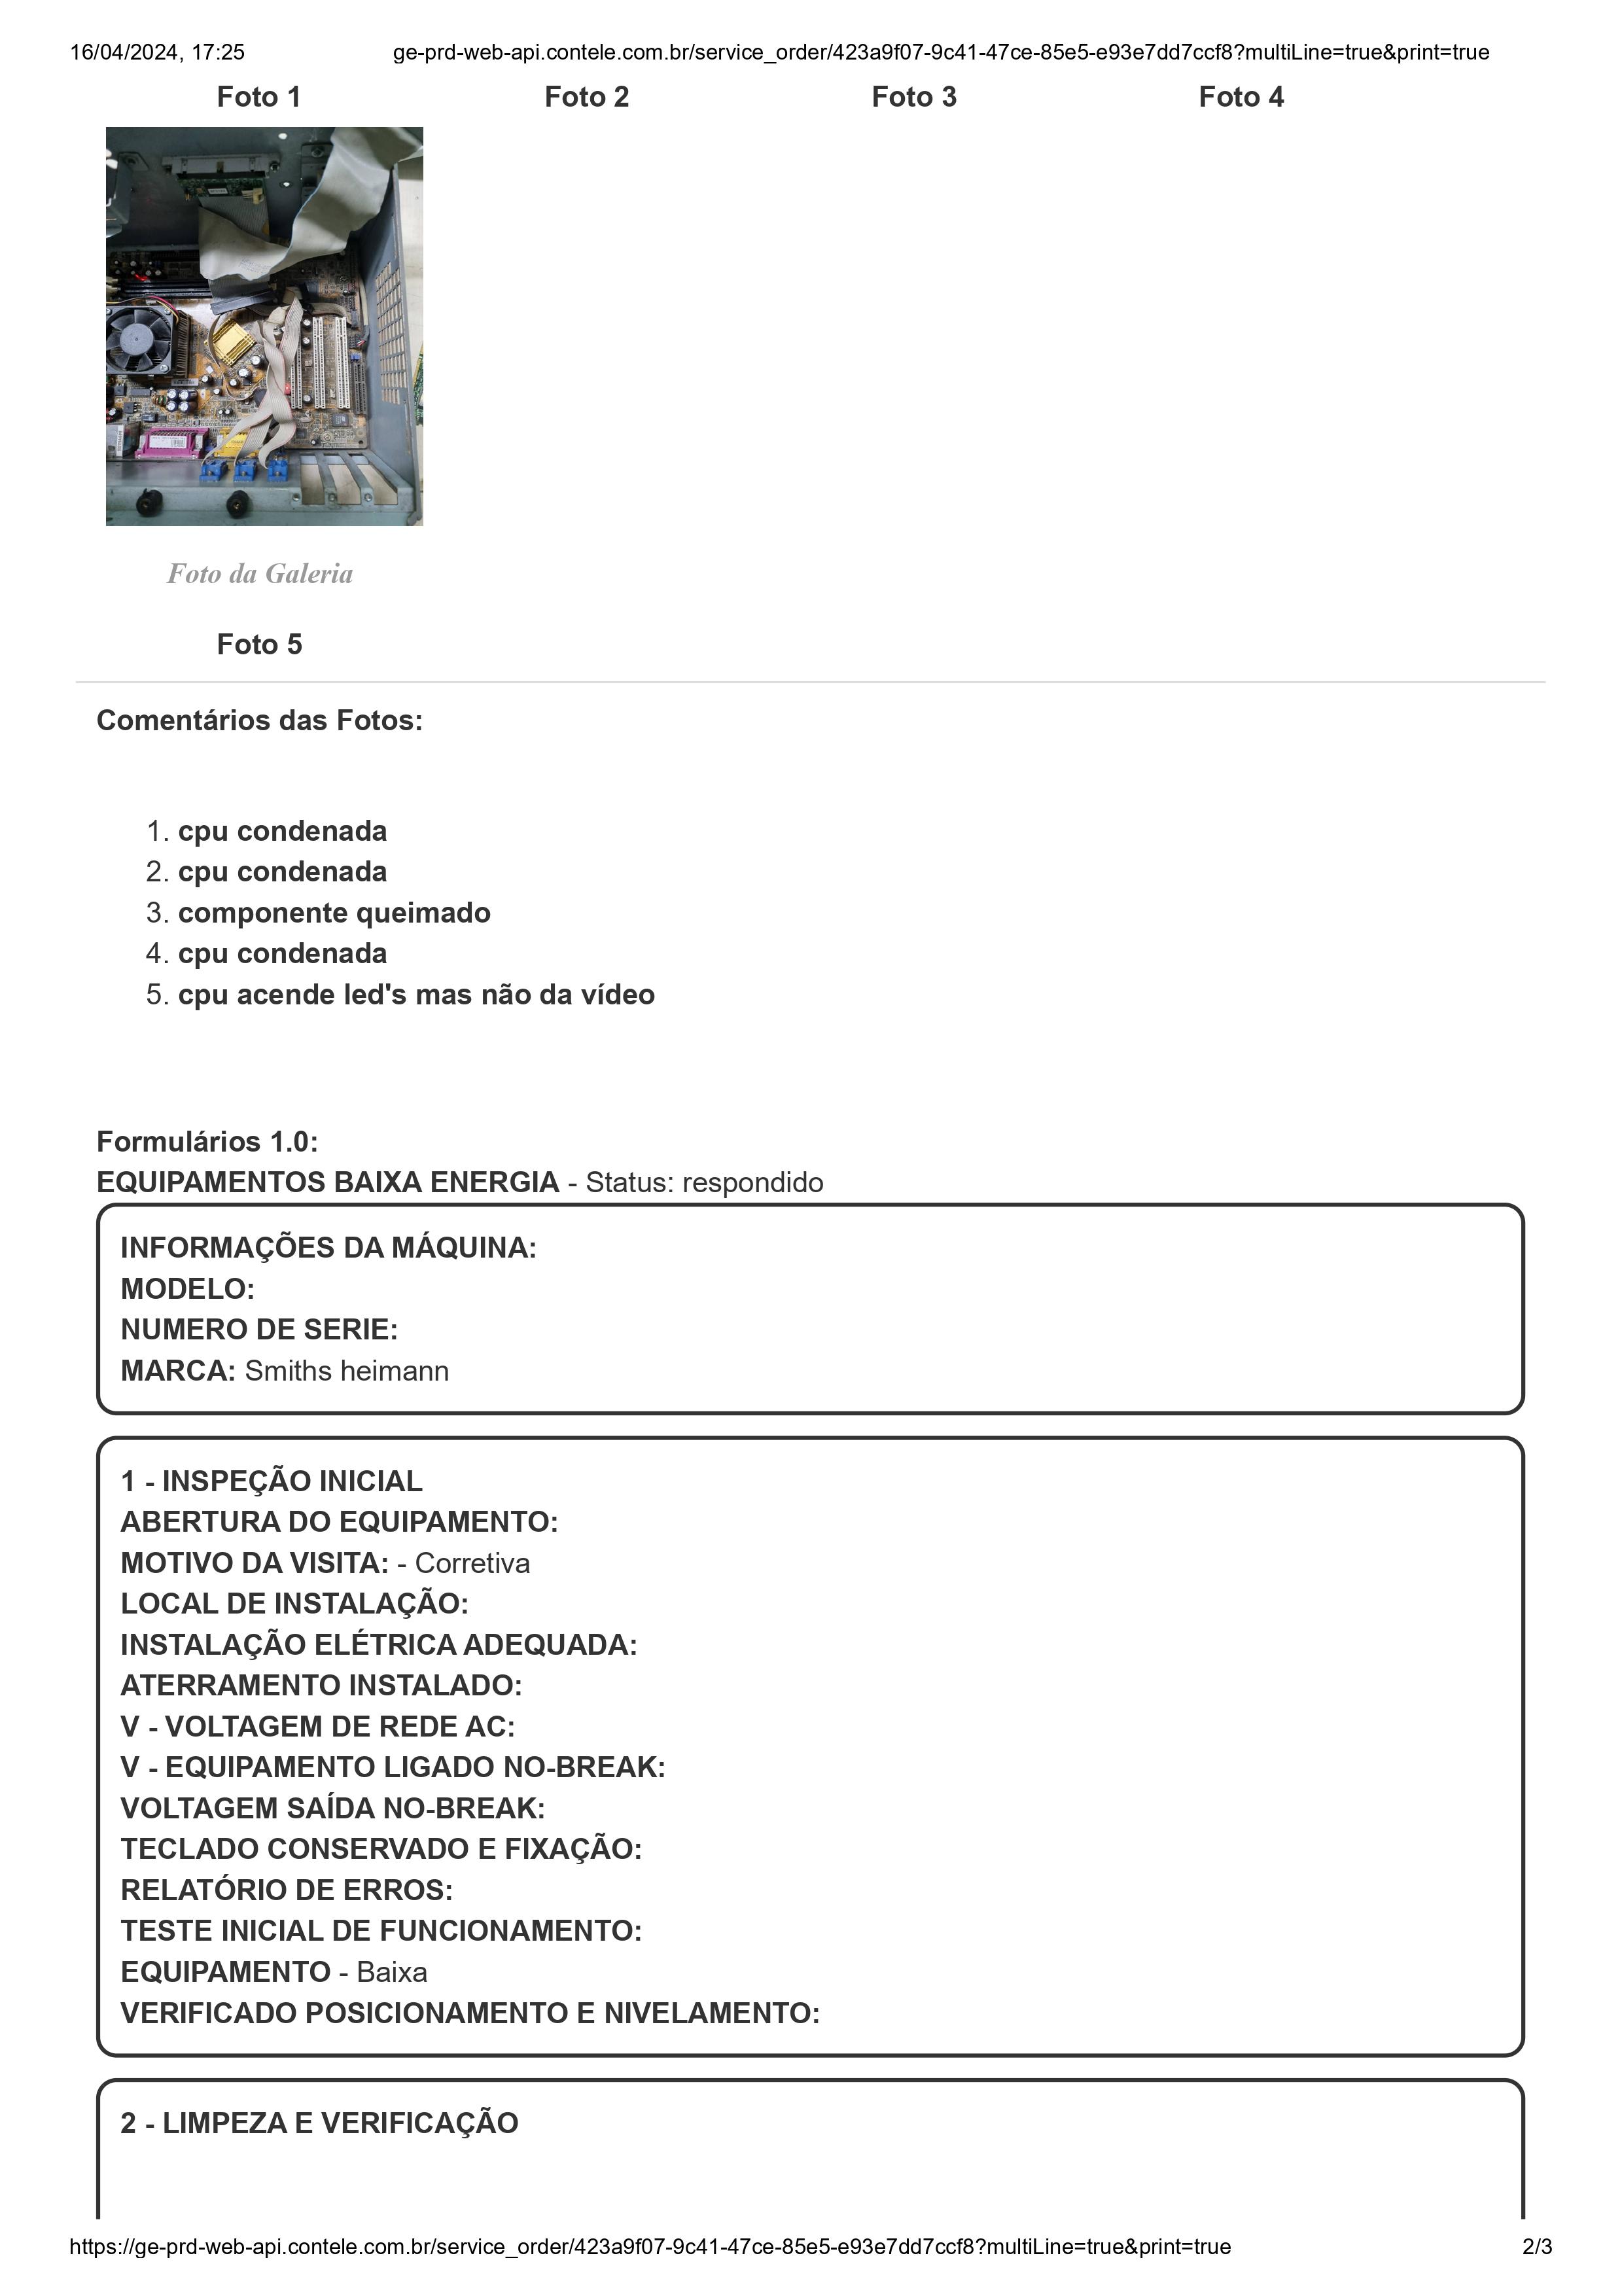 16/04/2024, 17:25 ge-prd-web-api.contele.com.br/service_order/423a9f07-9c41-47ce-85e5-e93e7dd7ccf8?multiLine=true&print=true
Foto 1 Foto 2 Foto 3 Foto 4
Foto da Galeria
Foto 5
Comentários das Fotos:
1. cpu condenada
2. cpu condenada
3. componente queimado
4. cpu condenada
5. cpu acende led's mas não da vídeo
Formulários 1.0:
EQUIPAMENTOS BAIXA ENERGIA - Status: respondido
INFORMAÇÕES DA MÁQUINA:
MODELO:
NUMERO DE SERIE:
MARCA: Smiths heimann
1 - INSPEÇÃO INICIAL
ABERTURA DO EQUIPAMENTO:
MOTIVO DA VISITA: - Corretiva
LOCAL DE INSTALAÇÃO:
INSTALAÇÃO ELÉTRICA ADEQUADA:
ATERRAMENTO INSTALADO:
V - VOLTAGEM DE REDE AC:
V - EQUIPAMENTO LIGADO NO-BREAK:
VOLTAGEM SAÍDA NO-BREAK:
TECLADO CONSERVADO E FIXAÇÃO:
RELATÓRIO DE ERROS:
TESTE INICIAL DE FUNCIONAMENTO:
EQUIPAMENTO - Baixa
VERIFICADO POSICIONAMENTO E NIVELAMENTO:
2 - LIMPEZA E VERIFICAÇÃO
https://ge-prd-web-api.contele.com.br/service_order/423a9f07-9c41-47ce-85e5-e93e7dd7ccf8?multiLine=true&print=true 2/3